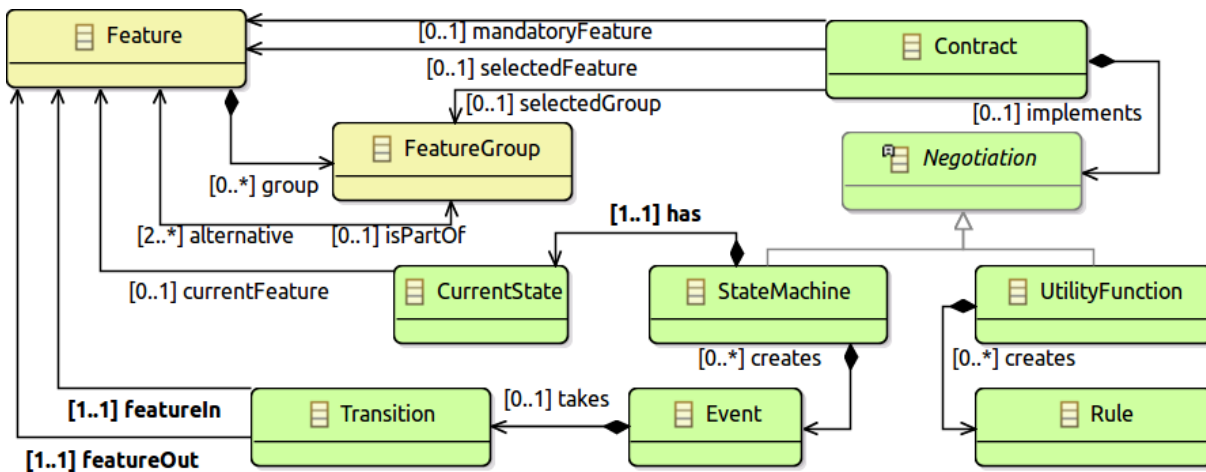 Feature
[0..1] mandatoryFeature
Contract
[0..1] selectedFeature
[0..1] selectedGroup
[0..1] implements
FeatureGroup
Negotiation
[0..*] group
[1..1] has
[2..*] alternative
[0..1] isPartOf
[0..1] currentFeature
CurrentState
StateMachine
UtilityFunction
[0..*] creates
[0..*] creates
[1..1] featureIn
Transition
[0..1] takes
Event
Rule
[1..1] featureOut